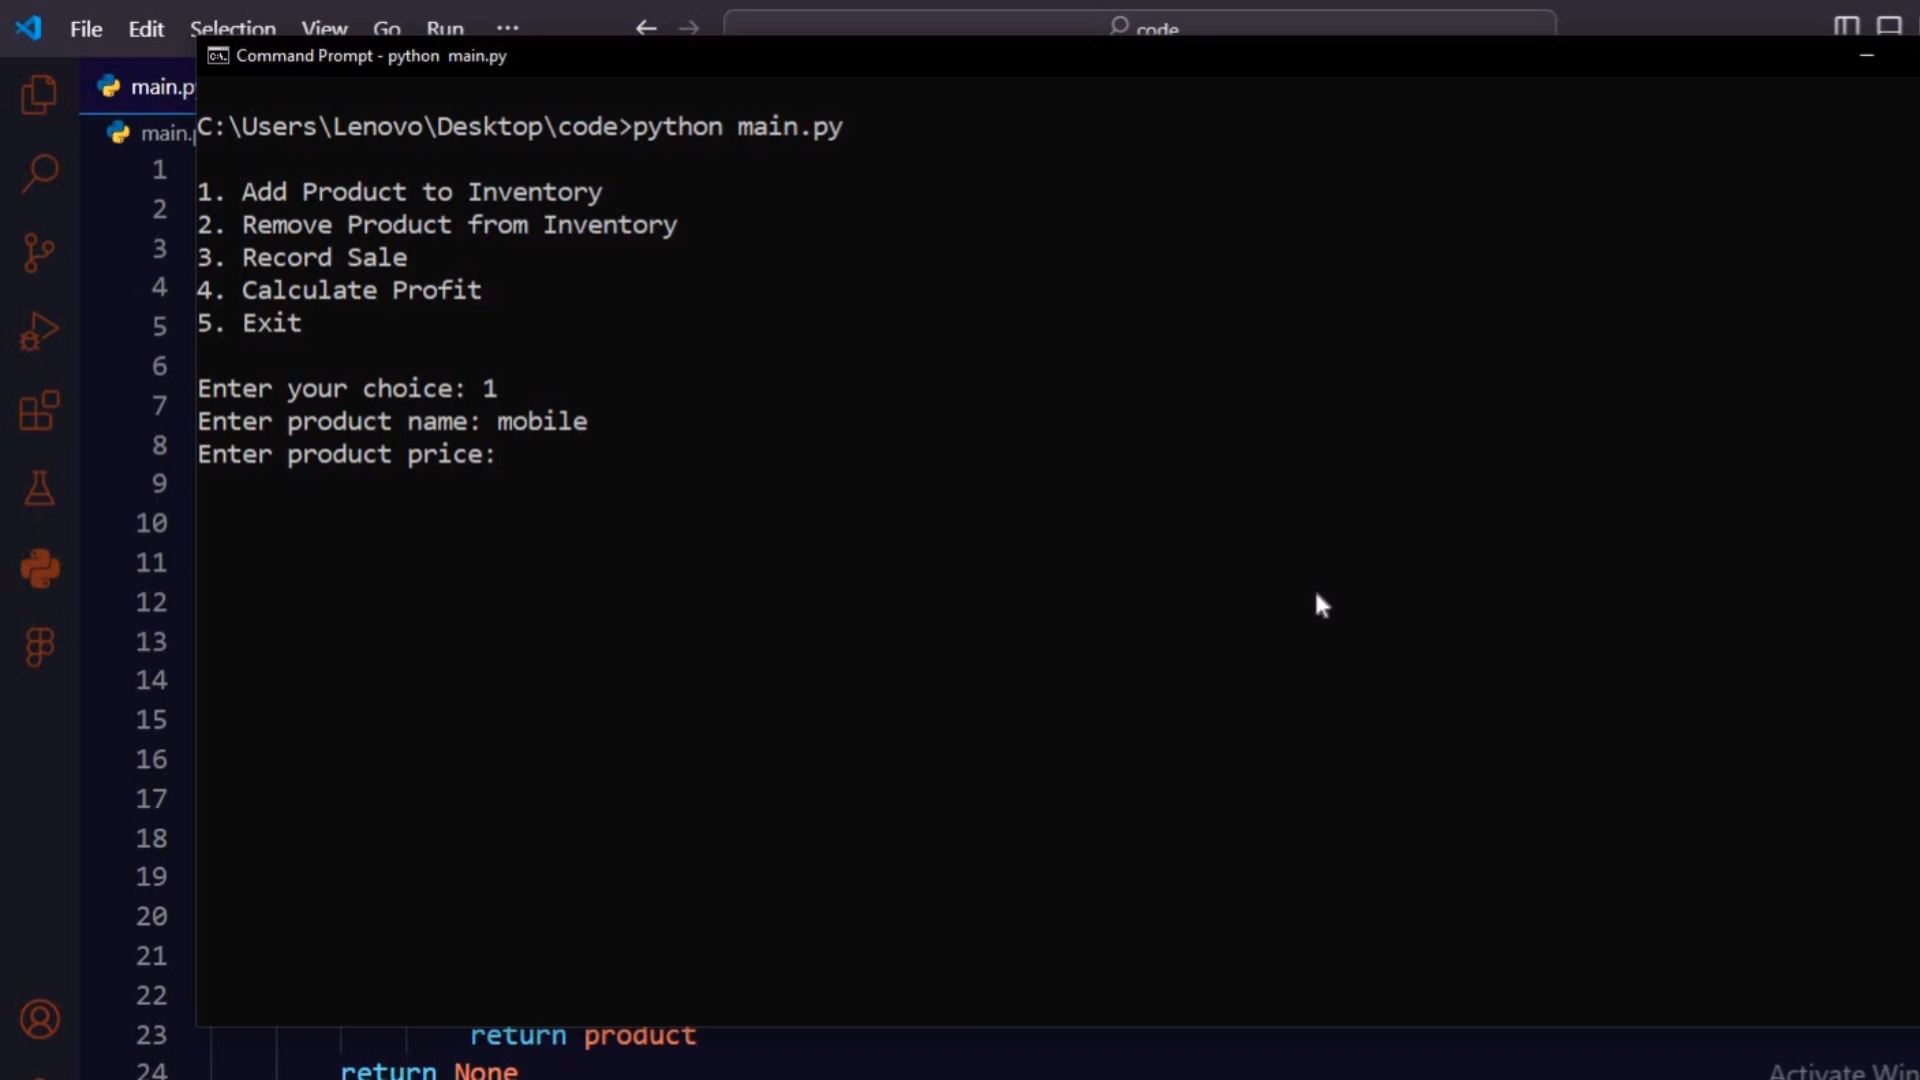 File Edit Selection View Go Run ...
code
Command Prompt - python  main.py
main.py
main.p
C:\Users\Lenovo\Desktop\code>python main.py
1. Add Product to Inventory
2. Remove Product from Inventory
3. Record Sale
4. Calculate Profit
5. Exit
Enter your choice: 1
Enter product name: mobile
Enter product price:
1
2
3
4
5
6
7
8
9
10
11
12
13
14
15
16
17
18
19
20
21
22
23 return product
24 return None
Activate Win